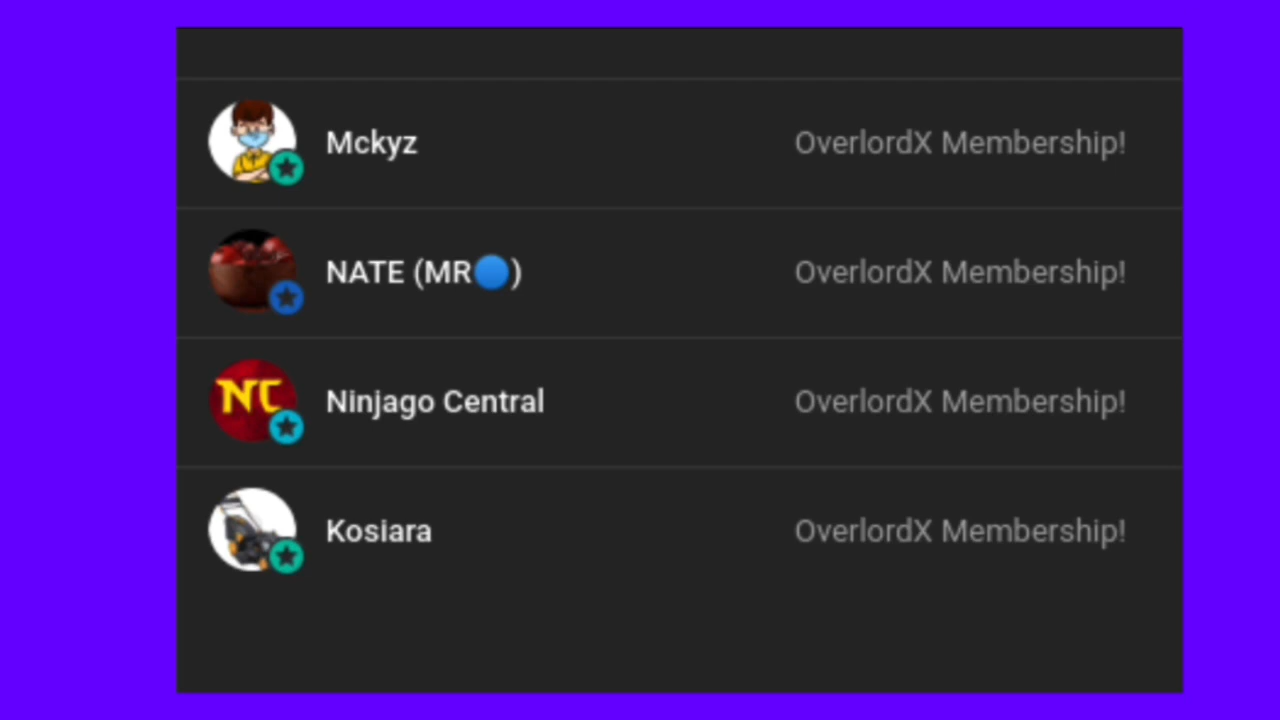 Mckyz OverlordX Membership!
NATE (MR🔵) OverlordX Membership!
NC
Ninjago Central OverlordX Membership!
Kosiara OverlordX Membership!